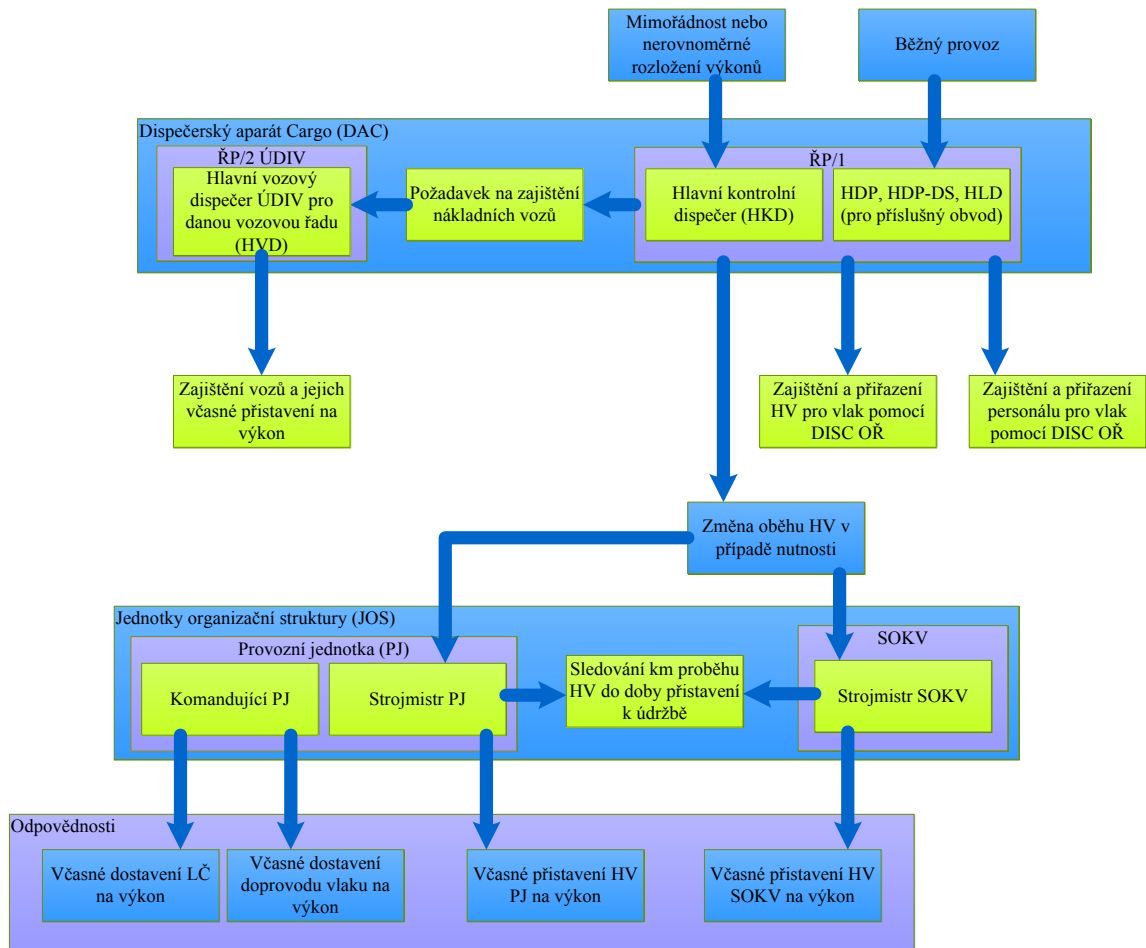 Mimořádnost nebo
nerovnoměrné
rozložení výkonů
Běžný provoz
Dispečerský aparát Cargo (DAC)
ŘP/2 ÚDIV
Hlavní vozový
dispečer ÚDIV pro
danou vozovou řadu
(HVD)
Požadavek na zajištění
nákladních vozů
ŘP/1
Hlavní kontrolní
dispečer (HKD)
HDP, HDP-DS, HLD
(pro příslušný obvod)
Zajištění vozů a jejich
včasné přistavení na
výkon
Zajištění a přiřazení
HV pro vlak pomocí
DISC OŘ
Zajištění a přiřazení
personálu pro vlak
pomocí DISC OŘ
Změna oběhu HV v
případě nutnosti
Jednotky organizační struktury (JOS)
Provozní jednotka (PJ)
Komandující PJ
Strojmistr PJ
Sledování km proběhu
HV do doby přistavení
k údržbě
SOKV
Strojmistr SOKV
Odpovědnosti
Včasné dostavení LČ
na výkon
Včasné dostavení
doprovodu vlaku na
výkon
Včasné přistavení HV
PJ na výkon
Včasné přistavení HV
SOKV na výkon